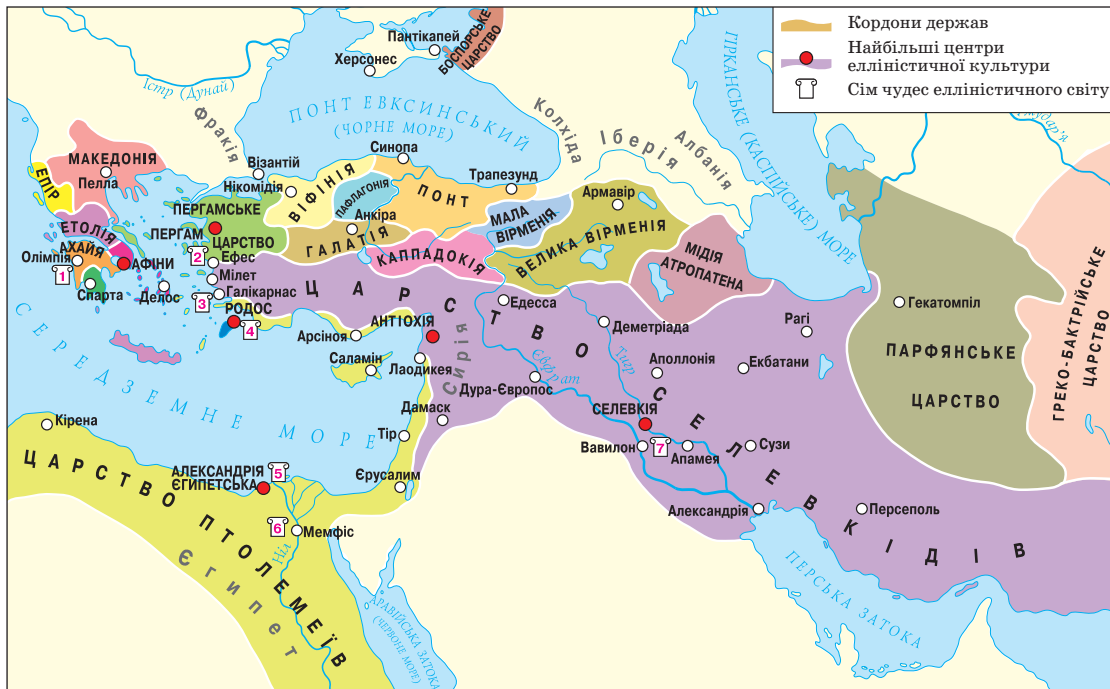 Кордони держав
Найбільші центри
елліністичної культури
Сім чудес елліністичного світу
Пантікапей
БОСПОРСЬКЕ
ЦАРСТВО
Херсонес
Істр (Дунай)
ПОНТ ЕВКСИНСЬКИЙ
(ЧОРНЕ МОРЕ)
ГІРКАНСЬКЕ (КАСПІЙСЬКЕ) МОРЕ
Колхіда
Іберія
Албанія
Фракія
МАКЕДОНІЯ
Пелла
ЕПІР
ЕТОЛІЯ
АХАЙЯ
Олімпія
1
АФІНИ
Спарта
Делос
Візантій
Нікомідія
ВІФІНІЯ
ПАФЛАГОНІЯ
Синопа
ПОНТ
Трапезунд
ПЕРГАМСЬКЕ
ПЕРГАМ
ЦАРСТВО
2
Ефес
Мілет
3
Галікарнас
РОДОС
4
Анкіра
ГАЛАТІЯ
КАППАДОКІЯ
МАЛА
ВІРМЕНІЯ
Армавір
ВЕЛИКА ВІРМЕНІЯ
МІДІЯ
АТРОПАТЕНА
ЦАРСТВО СЕЛЕВКІДІВ
Едесса
Деметріада
Рагі
Гекатомпіл
ПАРФЯНСЬКЕ
ЦАРСТВО
ГРЕКО-БАКТРІЙСЬКЕ
ЦАРСТВО
Арсіноя
АНТІОХІЯ
Сирія
Саламін
Лаодикея
Євфрат
Тигр
Аполлонія
Екбатани
Дура-Європос
СЕЛЕВКІЯ
Дамаск
Тір
Вавилон
7
Апамея
Сузи
Єрусалим
Александрія
Персеполь
СЕРЕДЗЕМНЕ МОРЕ
Кірена
ЦАРСТВО ПТОЛЕМЕЇВ
АЛЕКСАНДРІЯ
ЄГИПЕТСЬКА
5
6
Мемфіс
Ніл
Єгипет
АРАВІЙСЬКА ЗАТОКА
(ЧЕРВОНЕ МОРЕ)
ПЕРСЬКА ЗАТОКА